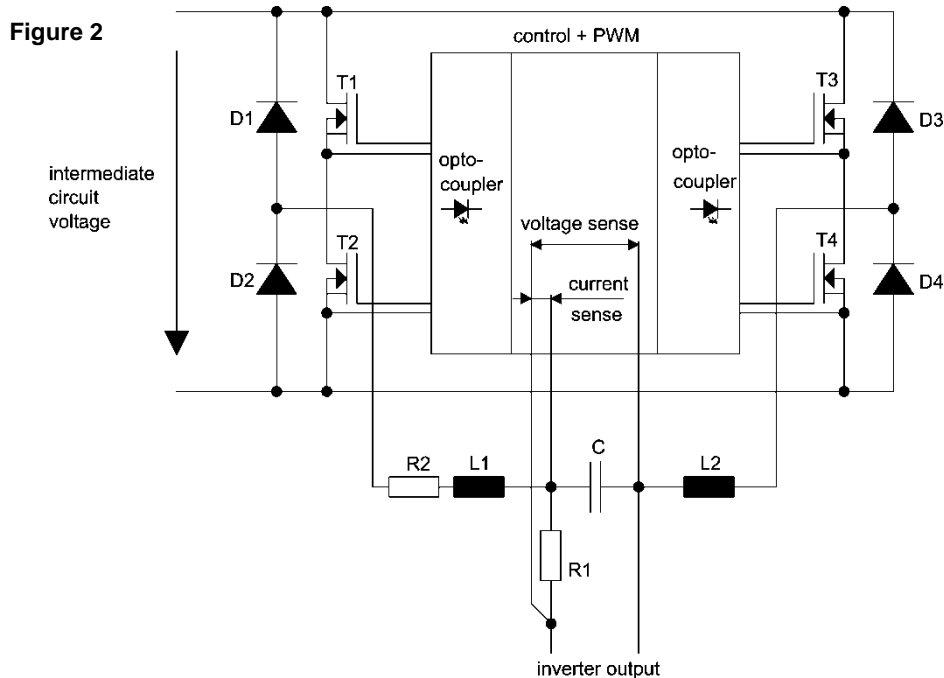 Figure 2
control + PWM
T1
T3
D1
D3
opto-
coupler
opto-
coupler
intermediate
circuit
voltage
voltage sense
T2
T4
D2
D4
current
sense
R2
L1
C
L2
R1
inverter output